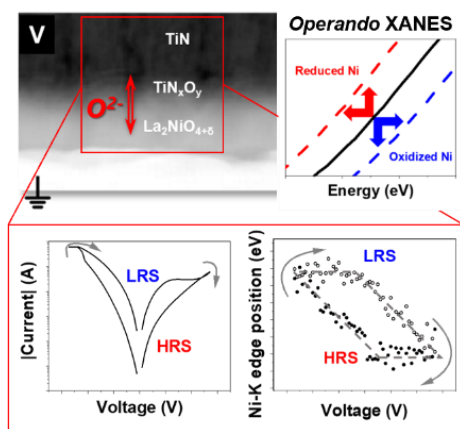 V
TiN
TiNxOy
O2-
La2NiO4+δ
Operando XANES
Reduced Ni
Oxidized Ni
Energy (eV)
|Current| (A)
LRS
HRS
Voltage (V)
Ni-K edge position (eV)
LRS
HRS
Voltage (V)